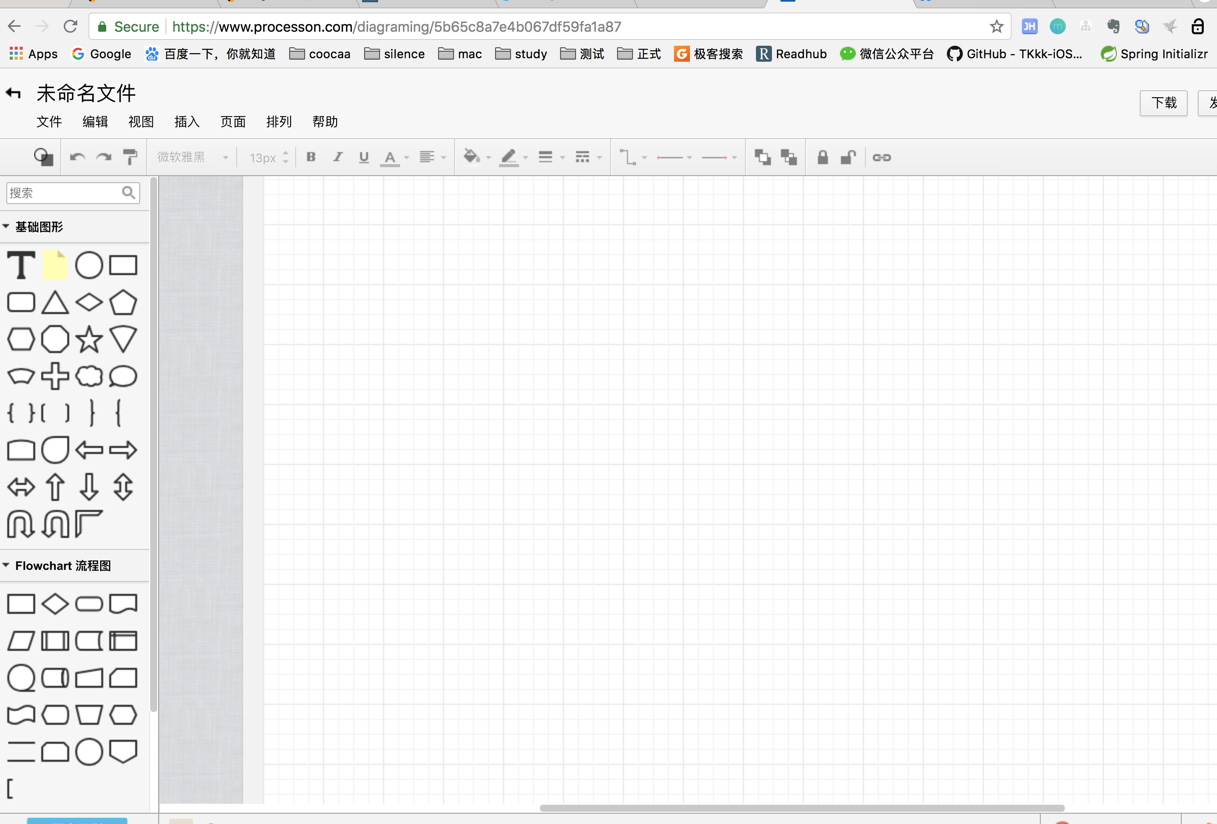 Secure https://www.processon.com/diagraming/5b65c8a7e4b067df59fa1a87
Apps Google 百度一下，你就知道 coocaa silence mac study 测试 正式 极客搜索 Readhub 微信公众平台 GitHub - TKkk-iOS... Spring Initializr
未命名文件
下载
文件 编辑 视图 插入 页面 排列 帮助
微软雅黑 13px B I U A
搜索
基础图形
T
Flowchart 流程图